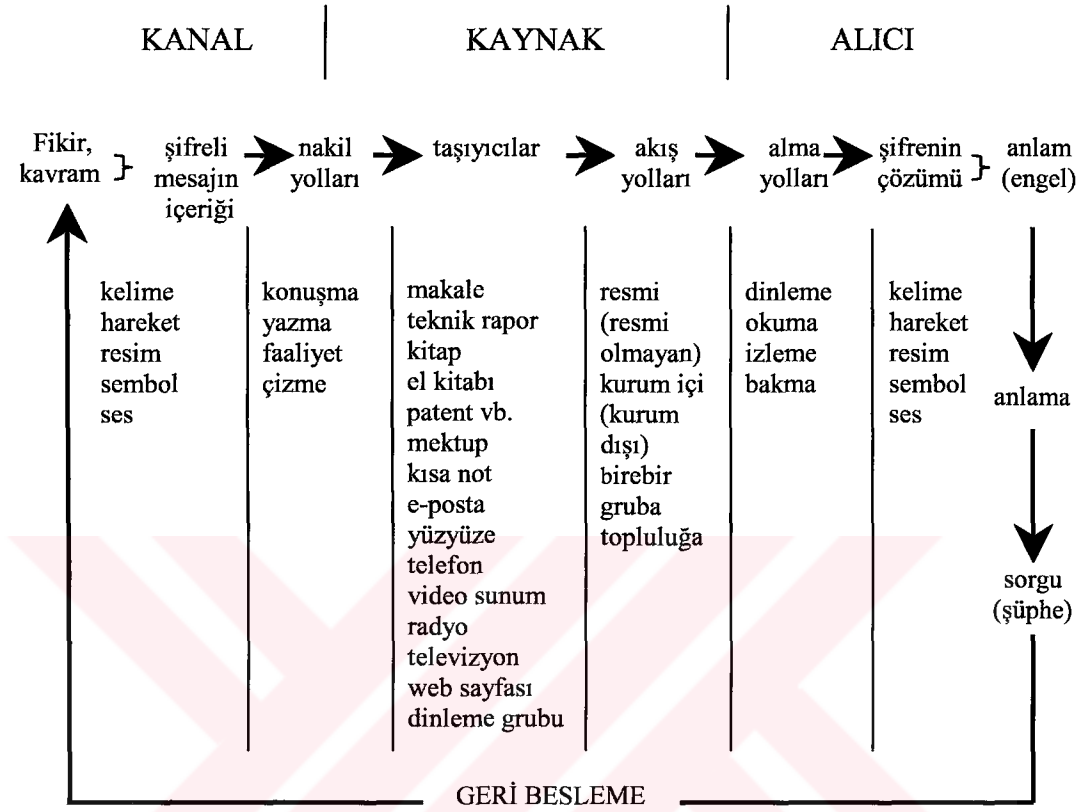 KANAL
KAYNAK
ALICI
Fikir,
kavram
şifreli
mesajın
içeriği
nakil
yolları
taşıyıcılar
akış
yolları
alma
yolları
şifrenin
çözümü
anlam
(engel)
kelime
hareket
resim
sembol
ses
konuşma
yazma
faaliyet
çizme
makale
teknik rapor
kitap
el kitabı
patent vb.
mektup
kısa not
e-posta
yüzyüze
telefon
video sunum
radyo
televizyon
web sayfası
dinleme grubu
resmi
(resmi
olmayan)
kurum içi
(kurum
dışı)
birebir
gruba
topluluğa
dinleme
okuma
izleme
bakma
kelime
hareket
resim
sembol
ses
anlama
sorgu
(şüphe)
GERİ BESLEME